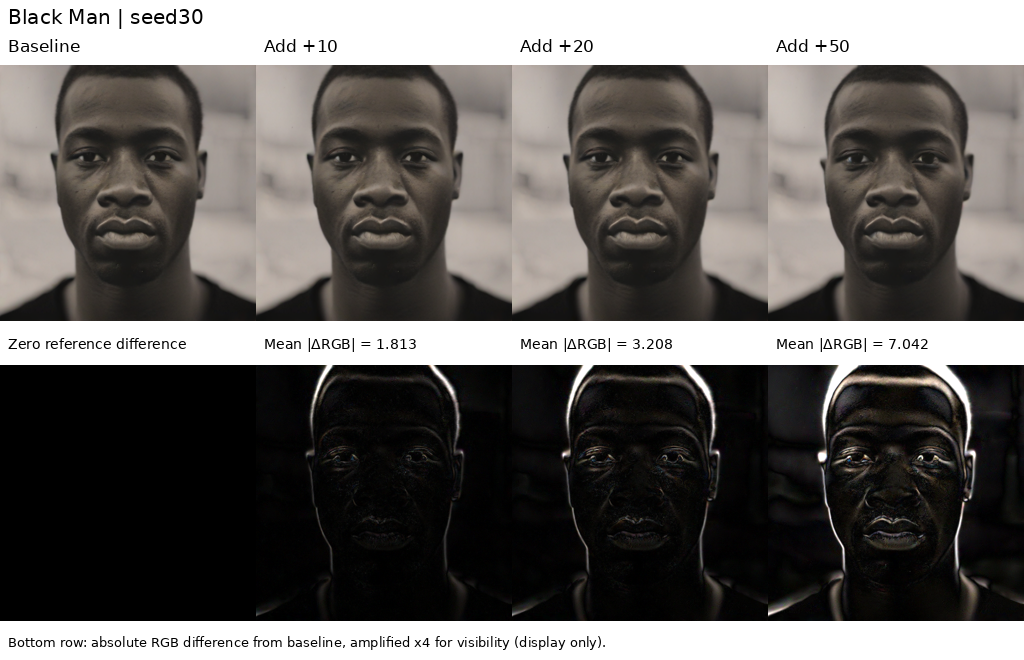 Black Man | seed30
Baseline
Add +10
Add +20
Add +50
Zero reference difference
Mean |ΔRGB| = 1.813
Mean |ΔRGB| = 3.208
Mean |ΔRGB| = 7.042
Bottom row: absolute RGB difference from baseline, amplified x4 for visibility (display only).